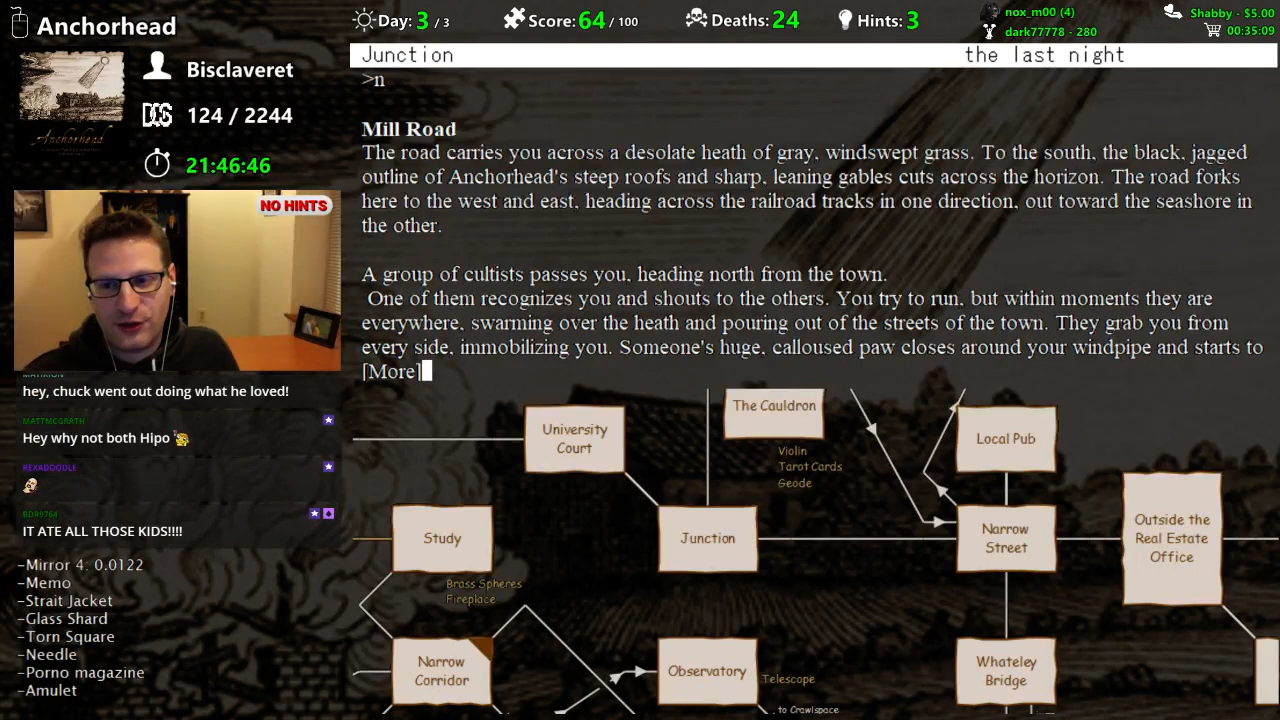 Anchorhead
Day: 3 / 3
Score: 64 / 100
Deaths: 24
Hints: 3
nox_m00 (4)
dark77778 - 280
Shabby - $5.00
00:35:09
Anchorhead
Bisclaveret
DGS 124 / 2244
21:46:46
NO HINTS
hey, chuck went out doing what he loved!
MATTMCGRATH
Hey why not both Hipo
REXADOODLE
BDR9764
IT ATE ALL THOSE KIDS!!!!
-Mirror 4. 0.0122
-Memo
-Strait Jacket
-Glass Shard
-Torn Square
-Needle
-Porno magazine
-Amulet
Junction the last night
>n
Mill Road
The road carries you across a desolate heath of gray, windswept grass. To the south, the black, jagged
outline of Anchorhead's steep roofs and sharp, leaning gables cuts across the horizon. The road forks
here to the west and east, heading across the railroad tracks in one direction, out toward the seashore in
the other.
A group of cultists passes you, heading north from the town.
One of them recognizes you and shouts to the others. You try to run, but within moments they are
everywhere, swarming over the heath and pouring out of the streets of the town. They grab you from
every side, immobilizing you. Someone's huge, calloused paw closes around your windpipe and starts to
[More]
University
Court
The Cauldron
Violin
Tarot Cards
Geode
Local Pub
Study
Brass Spheres
Fireplace
Junction
Narrow
Street
Outside the
Real Estate
Office
Narrow
Corridor
Observatory
Telescope
to Crawlspace
Whateley
Bridge